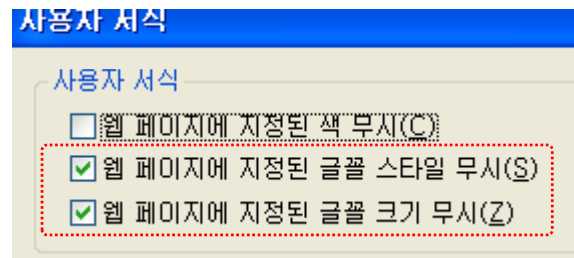 사용자 서식
사용자 서식
웹 페이지에 지정된 색 무시(C)
웹 페이지에 지정된 글꼴 스타일 무시(S)
웹 페이지에 지정된 글꼴 크기 무시(Z)